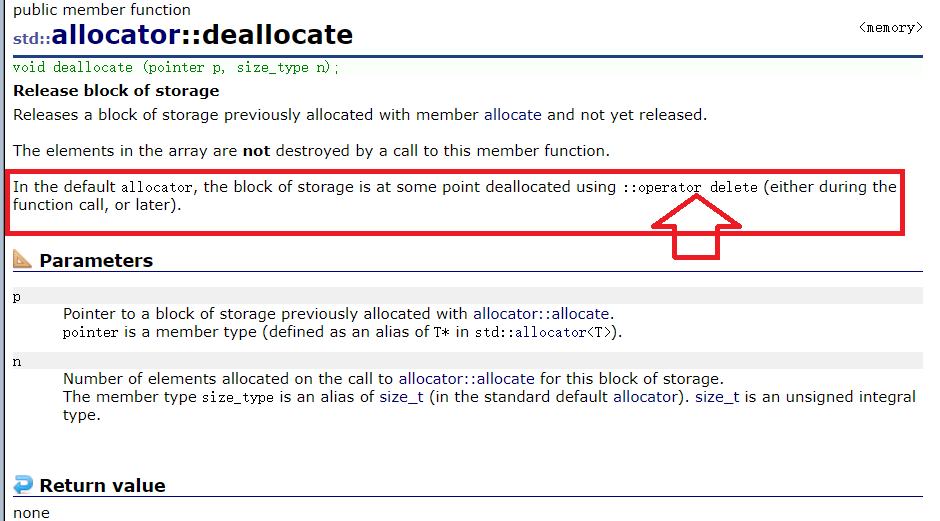 public member function
std::allocator::deallocate
<memory>
void deallocate (pointer p, size_type n);
Release block of storage
Releases a block of storage previously allocated with member allocate and not yet released.
The elements in the array are not destroyed by a call to this member function.
In the default allocator, the block of storage is at some point deallocated using ::operator delete (either during the
function call, or later).
Parameters
p
Pointer to a block of storage previously allocated with allocator::allocate.
pointer is a member type (defined as an alias of T* in std::allocator<T>).
n
Number of elements allocated on the call to allocator::allocate for this block of storage.
The member type size_type is an alias of size_t (in the standard default allocator). size_t is an unsigned integral
type.
Return value
none